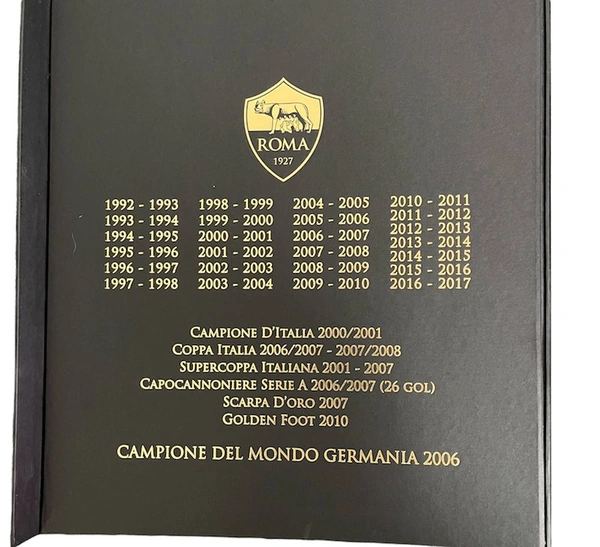 ROMA
1927
1992 - 1993 1998 - 1999 2004 - 2005 2010 - 2011
1993 - 1994 1999 - 2000 2005 - 2006 2011 - 2012
1994 - 1995 2000 - 2001 2006 - 2007 2012 - 2013
1995 - 1996 2001 - 2002 2007 - 2008 2013 - 2014
1996 - 1997 2002 - 2003 2008 - 2009 2014 - 2015
1997 - 1998 2003 - 2004 2009 - 2010 2015 - 2016
2016 - 2017
CAMPIONE D'ITALIA 2000/2001
COPPA ITALIA 2006/2007 - 2007/2008
SUPERCOPPA ITALIANA 2001 - 2007
CAPOCANNONIERE SERIE A 2006/2007 (26 GOL)
SCARPA D'ORO 2007
GOLDEN FOOT 2010
CAMPIONE DEL MONDO GERMANIA 2006